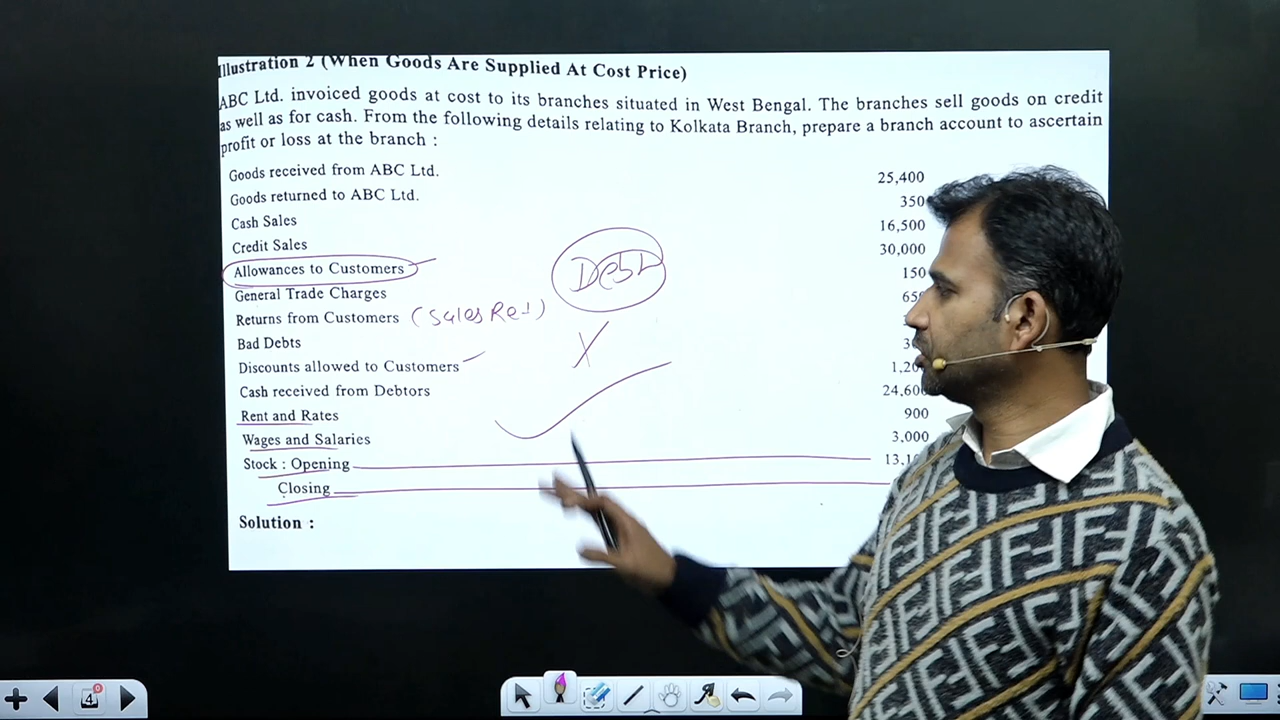 Illustration 2 (When Goods Are Supplied At Cost Price)
ABC Ltd. invoiced goods at cost to its branches situated in West Bengal. The branches sell goods on credit
as well as for cash. From the following details relating to Kolkata Branch, prepare a branch account to ascertain
profit or loss at the branch :
Goods received from ABC Ltd. 25,400
Goods returned to ABC Ltd. 350
Cash Sales 16,500
Credit Sales 30,000
Allowances to Customers 150
General Trade Charges
Returns from Customers (Sales Ret)
Bad Debts
Discounts allowed to Customers
Cash received from Debtors
Rent and Rates 900
Wages and Salaries 3,000
Stock : Opening
Closing
Solution :
4